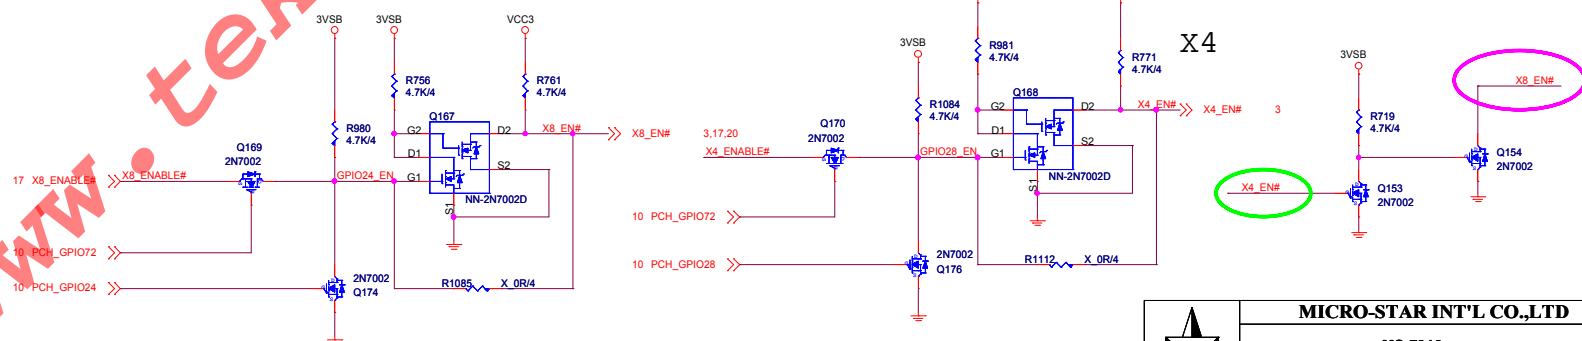 3VSB
3VSB
VCC3
R980
4.7K/4
R756
4.7K/4
R761
4.7K/4
Q167
G2
D2
D1
S2
G1
S1
NN-2N7002D
X8_EN#
X8_EN#
Q169
2N7002
17 X8_ENABLE#
X8_ENABLE#
GPIO24_EN
10 PCH_GPIO72
10 PCH_GPIO24
2N7002
Q174
R1085
X_0R/4
3VSB
R1084
4.7K/4
R981
4.7K/4
R771
4.7K/4
X4
Q168
G2
D2
D1
S2
G1
S1
NN-2N7002D
X4_EN#
X4_EN#
3
3,17,20
X4_ENABLE#
Q170
2N7002
GPIO28_EN
10 PCH_GPIO72
10 PCH_GPIO28
2N7002
Q176
R1112
X_0R/4
3VSB
R719
4.7K/4
X8_EN#
Q154
2N7002
X4_EN#
Q153
2N7002
MICRO-STAR INT'L CO.,LTD